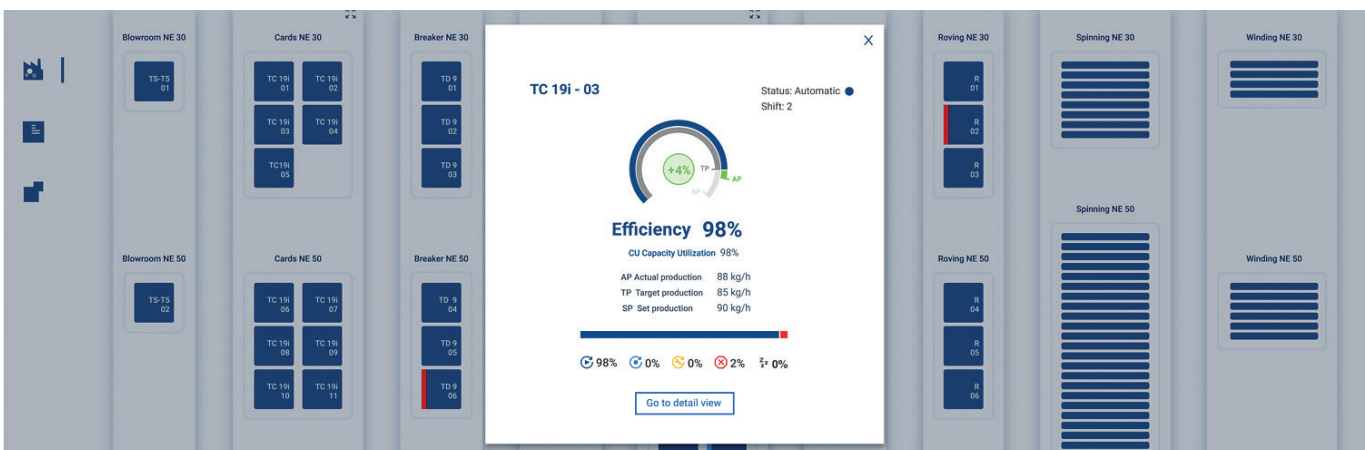 Blowroom NE 30
Cards NE 30
Breaker NE 30
TS-T5
01
TC 19i
01
TC 19i
02
TC 19i
03
TC 19i
04
TC19i
05
TD 9
01
TD 9
02
TD 9
03
Blowroom NE 50
Cards NE 50
Breaker NE 50
TS-T5
02
TC 19i
06
TC 19i
07
TC 19i
08
TC 19i
09
TC 19i
10
TC 19i
11
TD 9
04
TD 9
05
TD 9
06
X
TC 19i - 03
Status: Automatic
Shift: 2
+4%
TP
AP
SP
Efficiency 98%
CU Capacity Utilization 98%
AP Actual production 88 kg/h
TP Target production 85 kg/h
SP Set production 90 kg/h
98% 0% 0% 2% 0%
Go to detail view
Roving NE 30
Spinning NE 30
Winding NE 30
R
01
R
02
R
03
Spinning NE 50
Roving NE 50
Winding NE 50
R
04
R
05
R
06